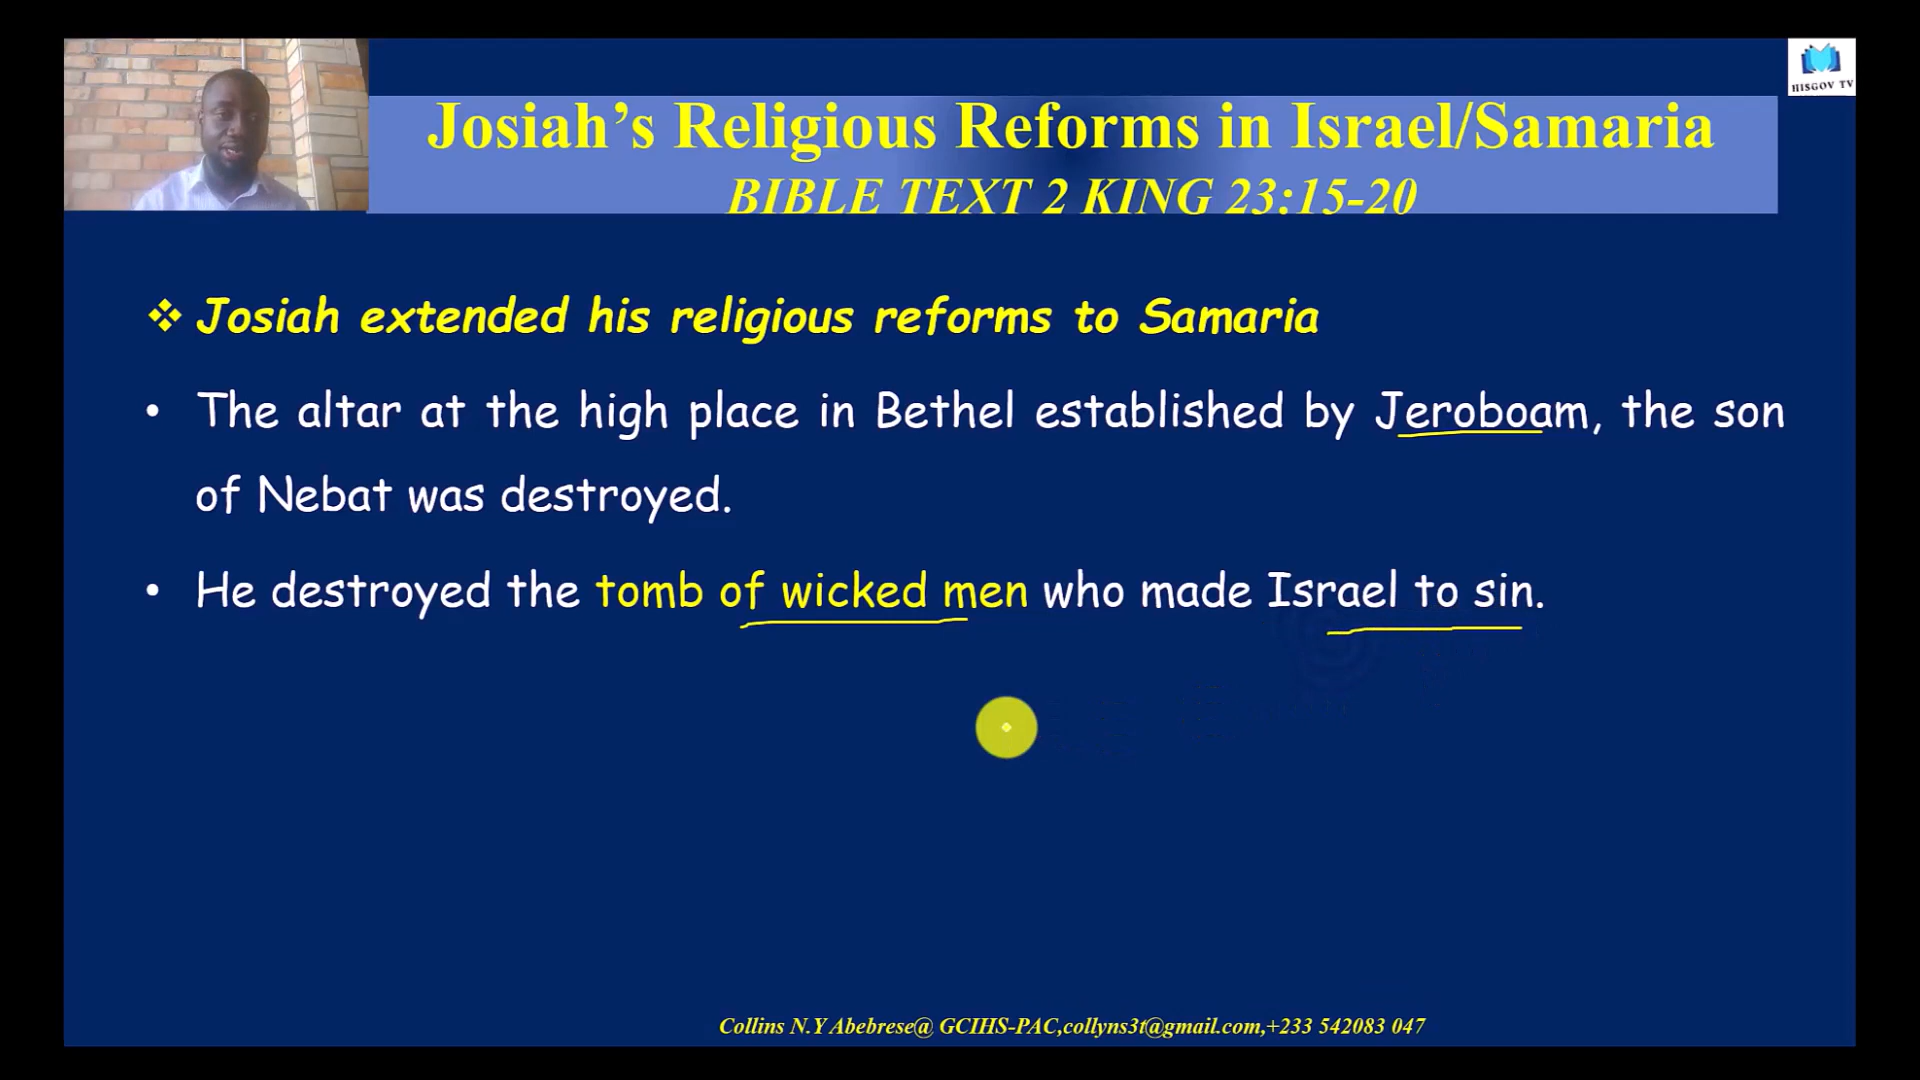 HISGOV TV
Josiah’s Religious Reforms in Israel/Samaria
BIBLE TEXT 2 KING 23:15-20
❖ Josiah extended his religious reforms to Samaria
• The altar at the high place in Bethel established by Jeroboam, the son
of Nebat was destroyed.
• He destroyed the tomb of wicked men who made Israel to sin.
Collins N.Y Abebrese@ GCIHS-PAC,collyns3t@gmail.com,+233 542083 047